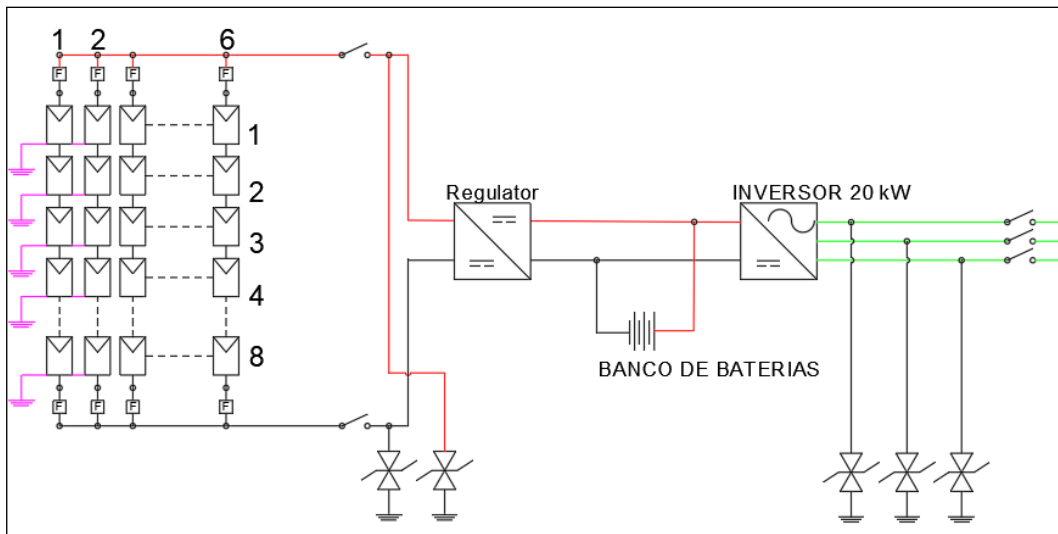 1 2 6
F F F F
1
2
3
4
8
F F F F
Regulator
INVERSOR 20 kW
BANCO DE BATERIAS